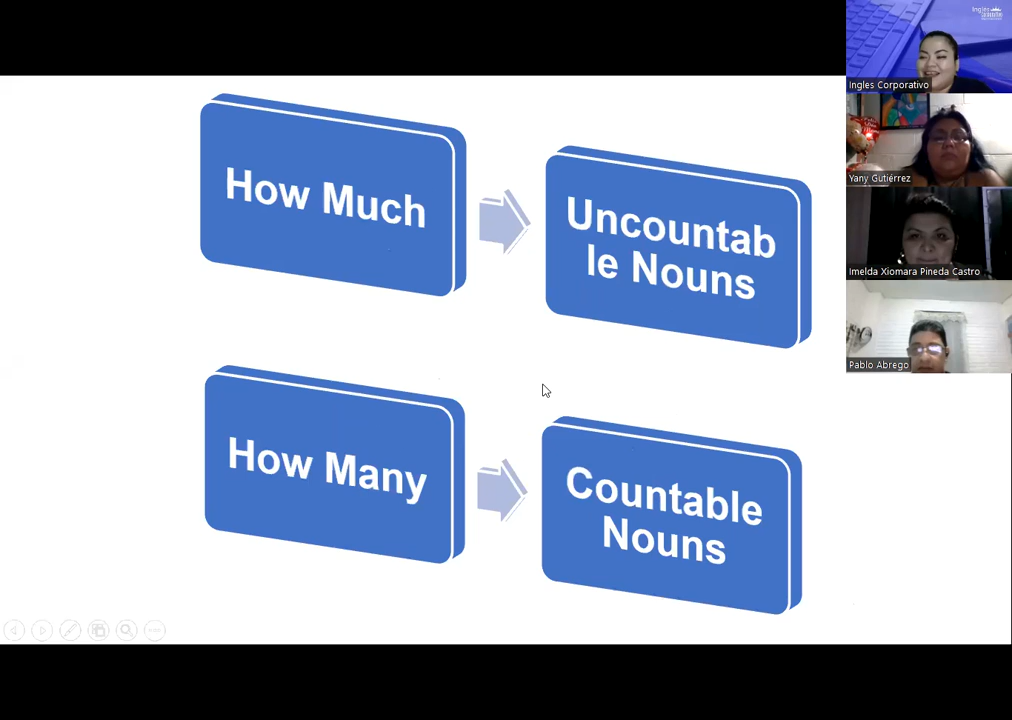 How Much
Uncountab
le Nouns
How Many
Countable
Nouns
Ingles Corporativo
Yany Gutiérrez
Imelda Xiomara Pineda Castro
Pablo Abrego